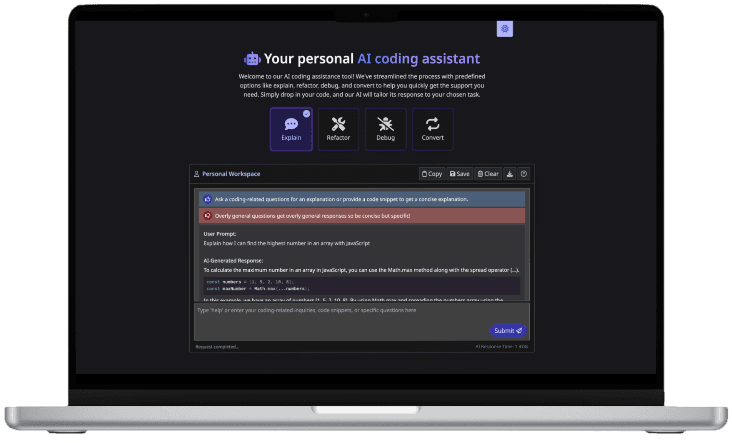 Your personal AI coding assistant
Welcome to our AI coding assistance tool! We've streamlined the process with predefined
options like explain, refactor, debug, and convert to help you quickly get the support you
need. Simply drop in your code, and our AI will tailor its response to your chosen task.
Explain
Refactor
Debug
Convert
Personal Workspace
Copy
Save
Clear
Ask a coding-related questions for an explanation or provide a code snippet to get a concise explanation.
Overly general questions get overly general responses so be concise but specific!
User Prompt:
Explain how I can find the highest number in an array with JavaScript
AI-Generated Response:
To calculate the maximum number in an array in JavaScript, you can use the Math.max method along with the spread operator (...).
const numbers = [1, 5, 2, 10, 8];
const maxNumber = Math.max(...numbers);
In this example, we have an array of numbers [1, 5, 2, 10, 8]. By using Math.max and spreading the numbers array using the
Type 'help' or enter your coding-related inquiries, code snippets, or specific questions here
Submit
Request completed...
AI Response Time: